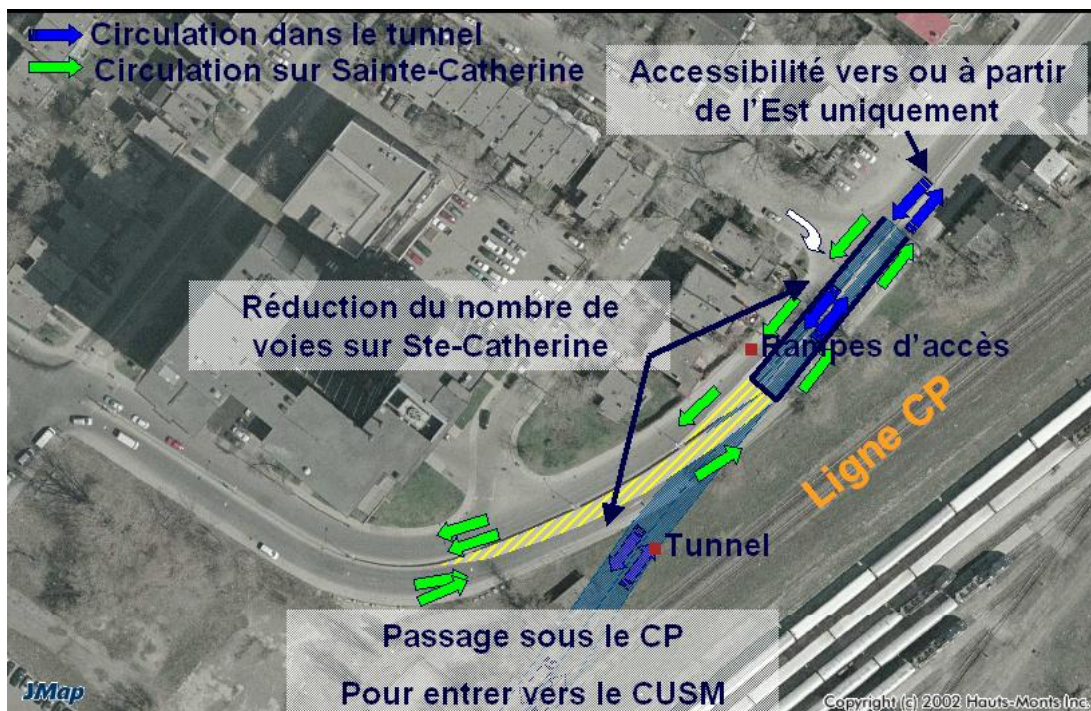 Circulation dans le tunnel
Circulation sur Sainte-Catherine
Accessibilité vers ou à partir
de l'Est uniquement
Réduction du nombre de
voies sur Ste-Catherine
Rampes d'accès
Ligne CP
Tunnel
Passage sous le CP
Pour entrer vers le CUSM
JMap
Copyright (c) 2002 Hauts-Monts Inc